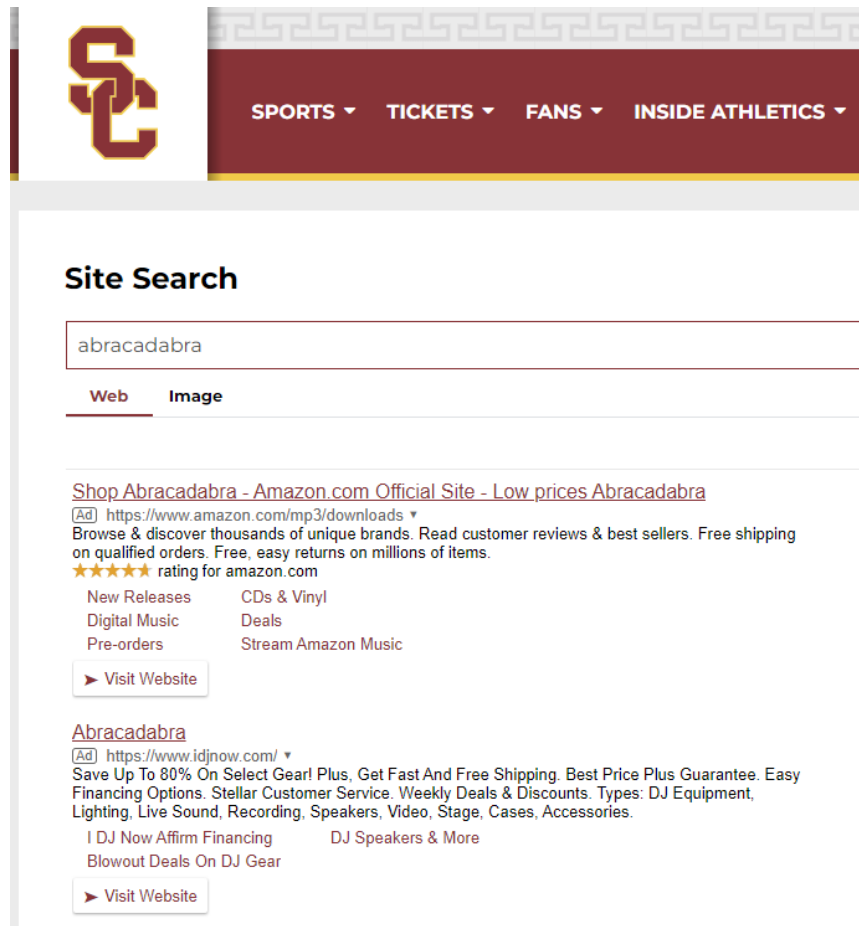 SC
SPORTS TICKETS FANS INSIDE ATHLETICS
Site Search
abracadabra
Web Image
Shop Abracadabra - Amazon.com Official Site - Low prices Abracadabra
Ad https://www.amazon.com/mp3/downloads
Browse & discover thousands of unique brands. Read customer reviews & best sellers. Free shipping
on qualified orders. Free, easy returns on millions of items.
rating for amazon.com
New Releases CDs & Vinyl
Digital Music Deals
Pre-orders Stream Amazon Music
Visit Website
Abracadabra
Ad https://www.idjnow.com/
Save Up To 80% On Select Gear! Plus, Get Fast And Free Shipping. Best Price Plus Guarantee. Easy
Financing Options. Stellar Customer Service. Weekly Deals & Discounts. Types: DJ Equipment,
Lighting, Live Sound, Recording, Speakers, Video, Stage, Cases, Accessories.
I DJ Now Affirm Financing DJ Speakers & More
Blowout Deals On DJ Gear
Visit Website